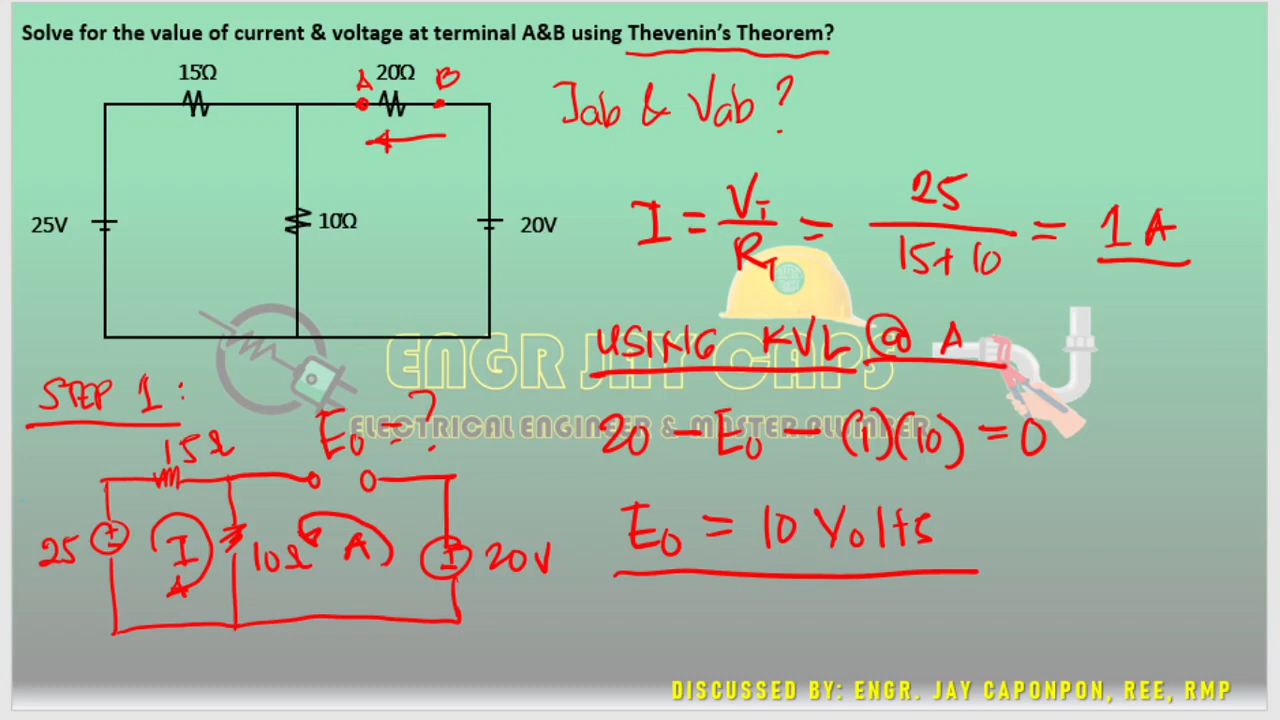 Solve for the value of current & voltage at terminal A&B using Thevenin's Theorem?
15Ω
A 20Ω B
Iab & Vab ?
25V
10Ω
20V
I = VT/RT = 25/(15+10) = 1A
USING KVL @ A
ENGR JAY CAPS
ELECTRICAL ENGINEER & MASTER PLUMBER
20 - E0 - (1)(10) = 0
E0 = 10 Volts
STEP 1:
E0 = ?
15Ω
25
I
10Ω
A
20V
DISCUSSED BY: ENGR. JAY CAPONPON, REE, RMP